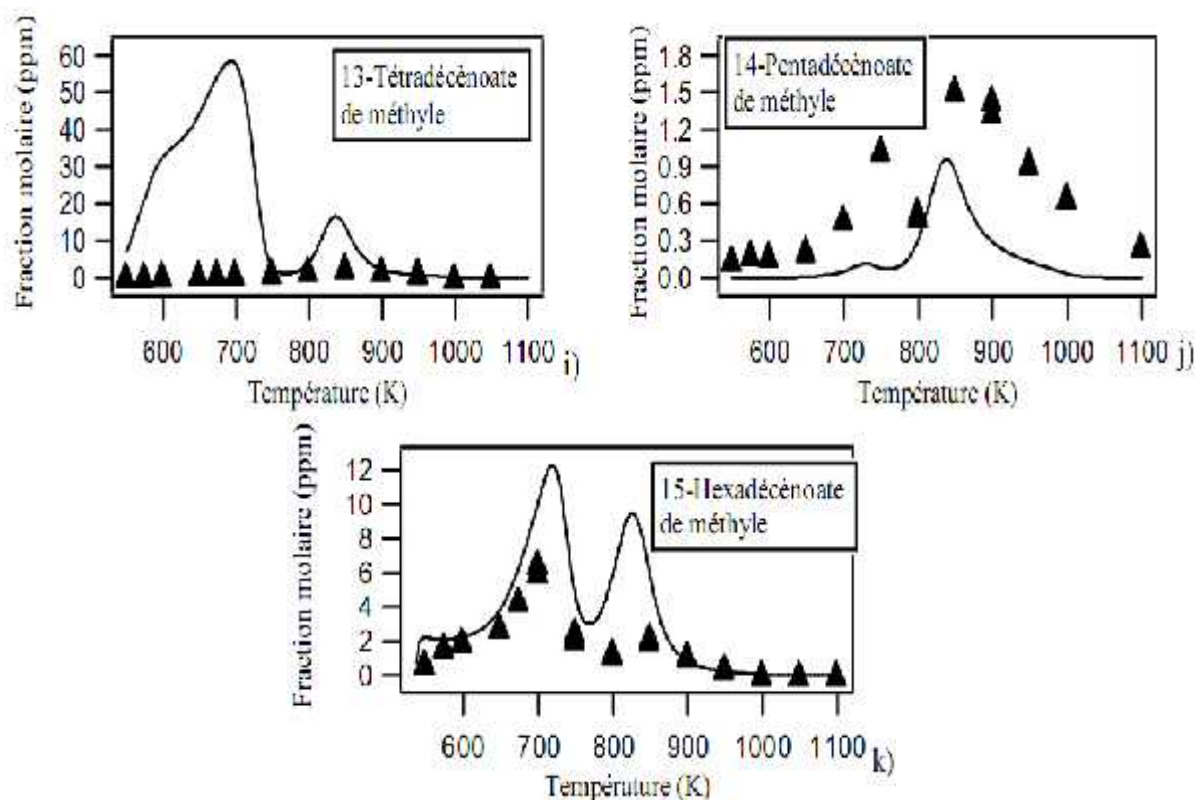 Fraction molaire (ppm)
60
50
40
30
20
10
0
13-Tétradécènoate
de méthyle
600 700 800 900 1000 1100 i)
Température (K)
Fraction molaire (ppm)
1.8
1.5
1.2
0.9
0.6
0.3
0.0
14-Pentadécènoate
de méthyle
600 700 800 900 1000 1100 j)
Température (K)
Fraction molaire (ppm)
12
10
8
6
4
2
0
15-Hexadécènoate
de méthyle
600 700 800 900 1000 1100 k)
Température (K)